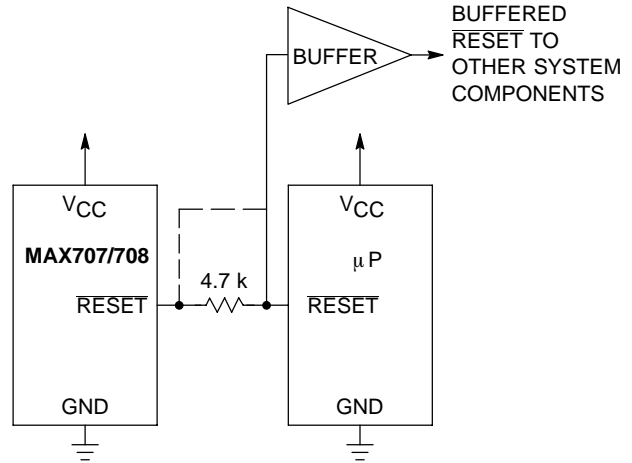 BUFFERED
RESET TO
OTHER SYSTEM
COMPONENTS
BUFFER
VCC
MAX707/708
RESET
GND
4.7 k
VCC
μP
RESET
GND